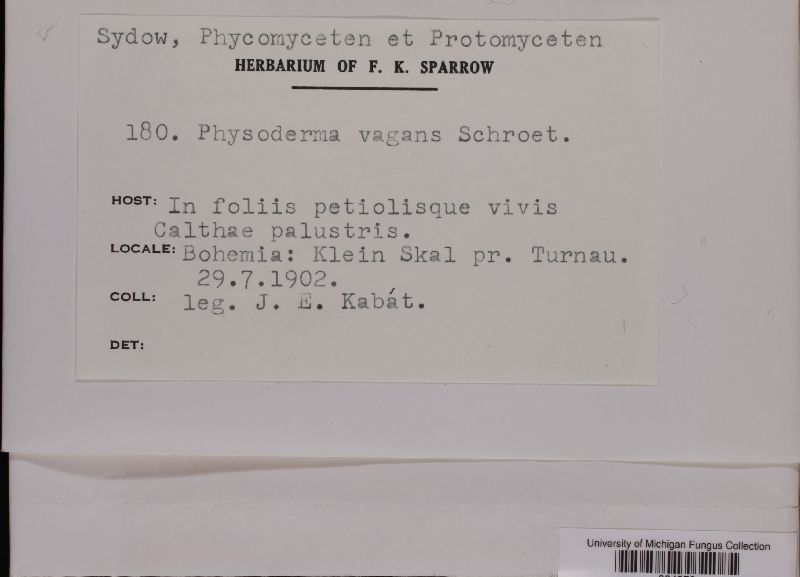 Sydow, Phycomyceten et Protomyceten
HERBARIUM OF F. K. SPARROW
180. Physoderma vagans Schroet.
HOST: In foliis petiolisque vivis
Calthae palustris.
LOCALE: Bohemia: Klein Skal pr. Turnau.
29.7.1902.
COLL: leg. J. E. Kabát.
DET:
University of Michigan Fungus Collection